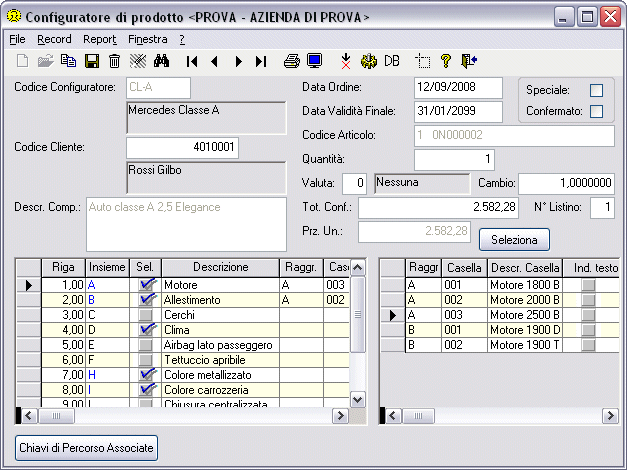 Configuratore di prodotto <PROVA - AZIENDA DI PROVA>
File Record Report Finestra ?
DB
Codice Configuratore: CL-A
Mercedes Classe A
Codice Cliente: 4010001
Rossi Gilbo
Descr. Comp.: Auto classe A 2,5 Elegance
Data Ordine: 12/09/2008
Data Validità Finale: 31/01/2099
Codice Articolo: 1 0N000002
Quantità: 1
Valuta: 0 Nessuna Cambio: 1,0000000
Tot. Conf.: 2.582,28 N° Listino: 1
Prz. Un.: 2.582,28
Speciale:
Confermato:
Seleziona
Riga Insieme Sel. Descrizione Raggr. Case
1,00 A Motore A 003
2,00 B Allestimento A 002
3,00 C Cerchi
4,00 D Clima
5,00 E Airbag lato passeggero
6,00 F Tettuccio apribile
7,00 H Colore metallizzato
8,00 I Colore carrozzeria
9,00 L Chiusura centralizzata
Raggr Casella Descr. Casella Ind. testo
A 001 Motore 1800 B
A 002 Motore 2000 B
A 003 Motore 2500 B
B 001 Motore 1900 D
B 002 Motore 1900 T
Chiavi di Percorso Associate